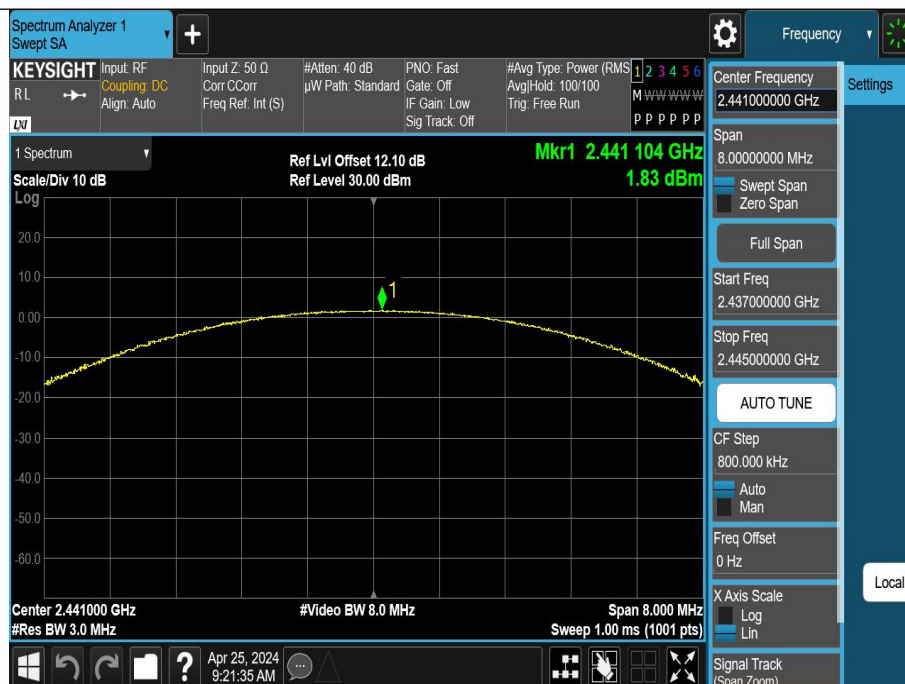 Spectrum Analyzer 1
Swept SA
+
Frequency
KEYSIGHT
RL
LXI
Input: RF
Coupling: DC
Align: Auto
Input Z: 50 Ω
Corr CCorr
Freq Ref: Int (S)
#Atten: 40 dB
µW Path: Standard
PNO: Fast
Gate: Off
IF Gain: Low
Sig Track: Off
#Avg Type: Power (RMS
Avg|Hold: 100/100
Trig: Free Run
1 2 3 4 5 6
M W W W W W
P P P P P P
Center Frequency
2.441000000 GHz
Settings
1 Spectrum
Ref Lvl Offset 12.10 dB
Mkr1 2.441 104 GHz
Scale/Div 10 dB
Ref Level 30.00 dBm
1.83 dBm
Log
Span
8.00000000 MHz
Swept Span
Zero Span
Full Span
Start Freq
2.437000000 GHz
Stop Freq
2.445000000 GHz
AUTO TUNE
CF Step
800.000 kHz
Auto
Man
Freq Offset
0 Hz
X Axis Scale
Log
Lin
Signal Track
(Span Zoom)
Local
20.0
10.0
1
0.00
-10.0
-20.0
-30.0
-40.0
-50.0
-60.0
Center 2.441000 GHz
#Video BW 8.0 MHz
Span 8.000 MHz
#Res BW 3.0 MHz
Sweep 1.00 ms (1001 pts)
?
Apr 25, 2024
9:21:35 AM